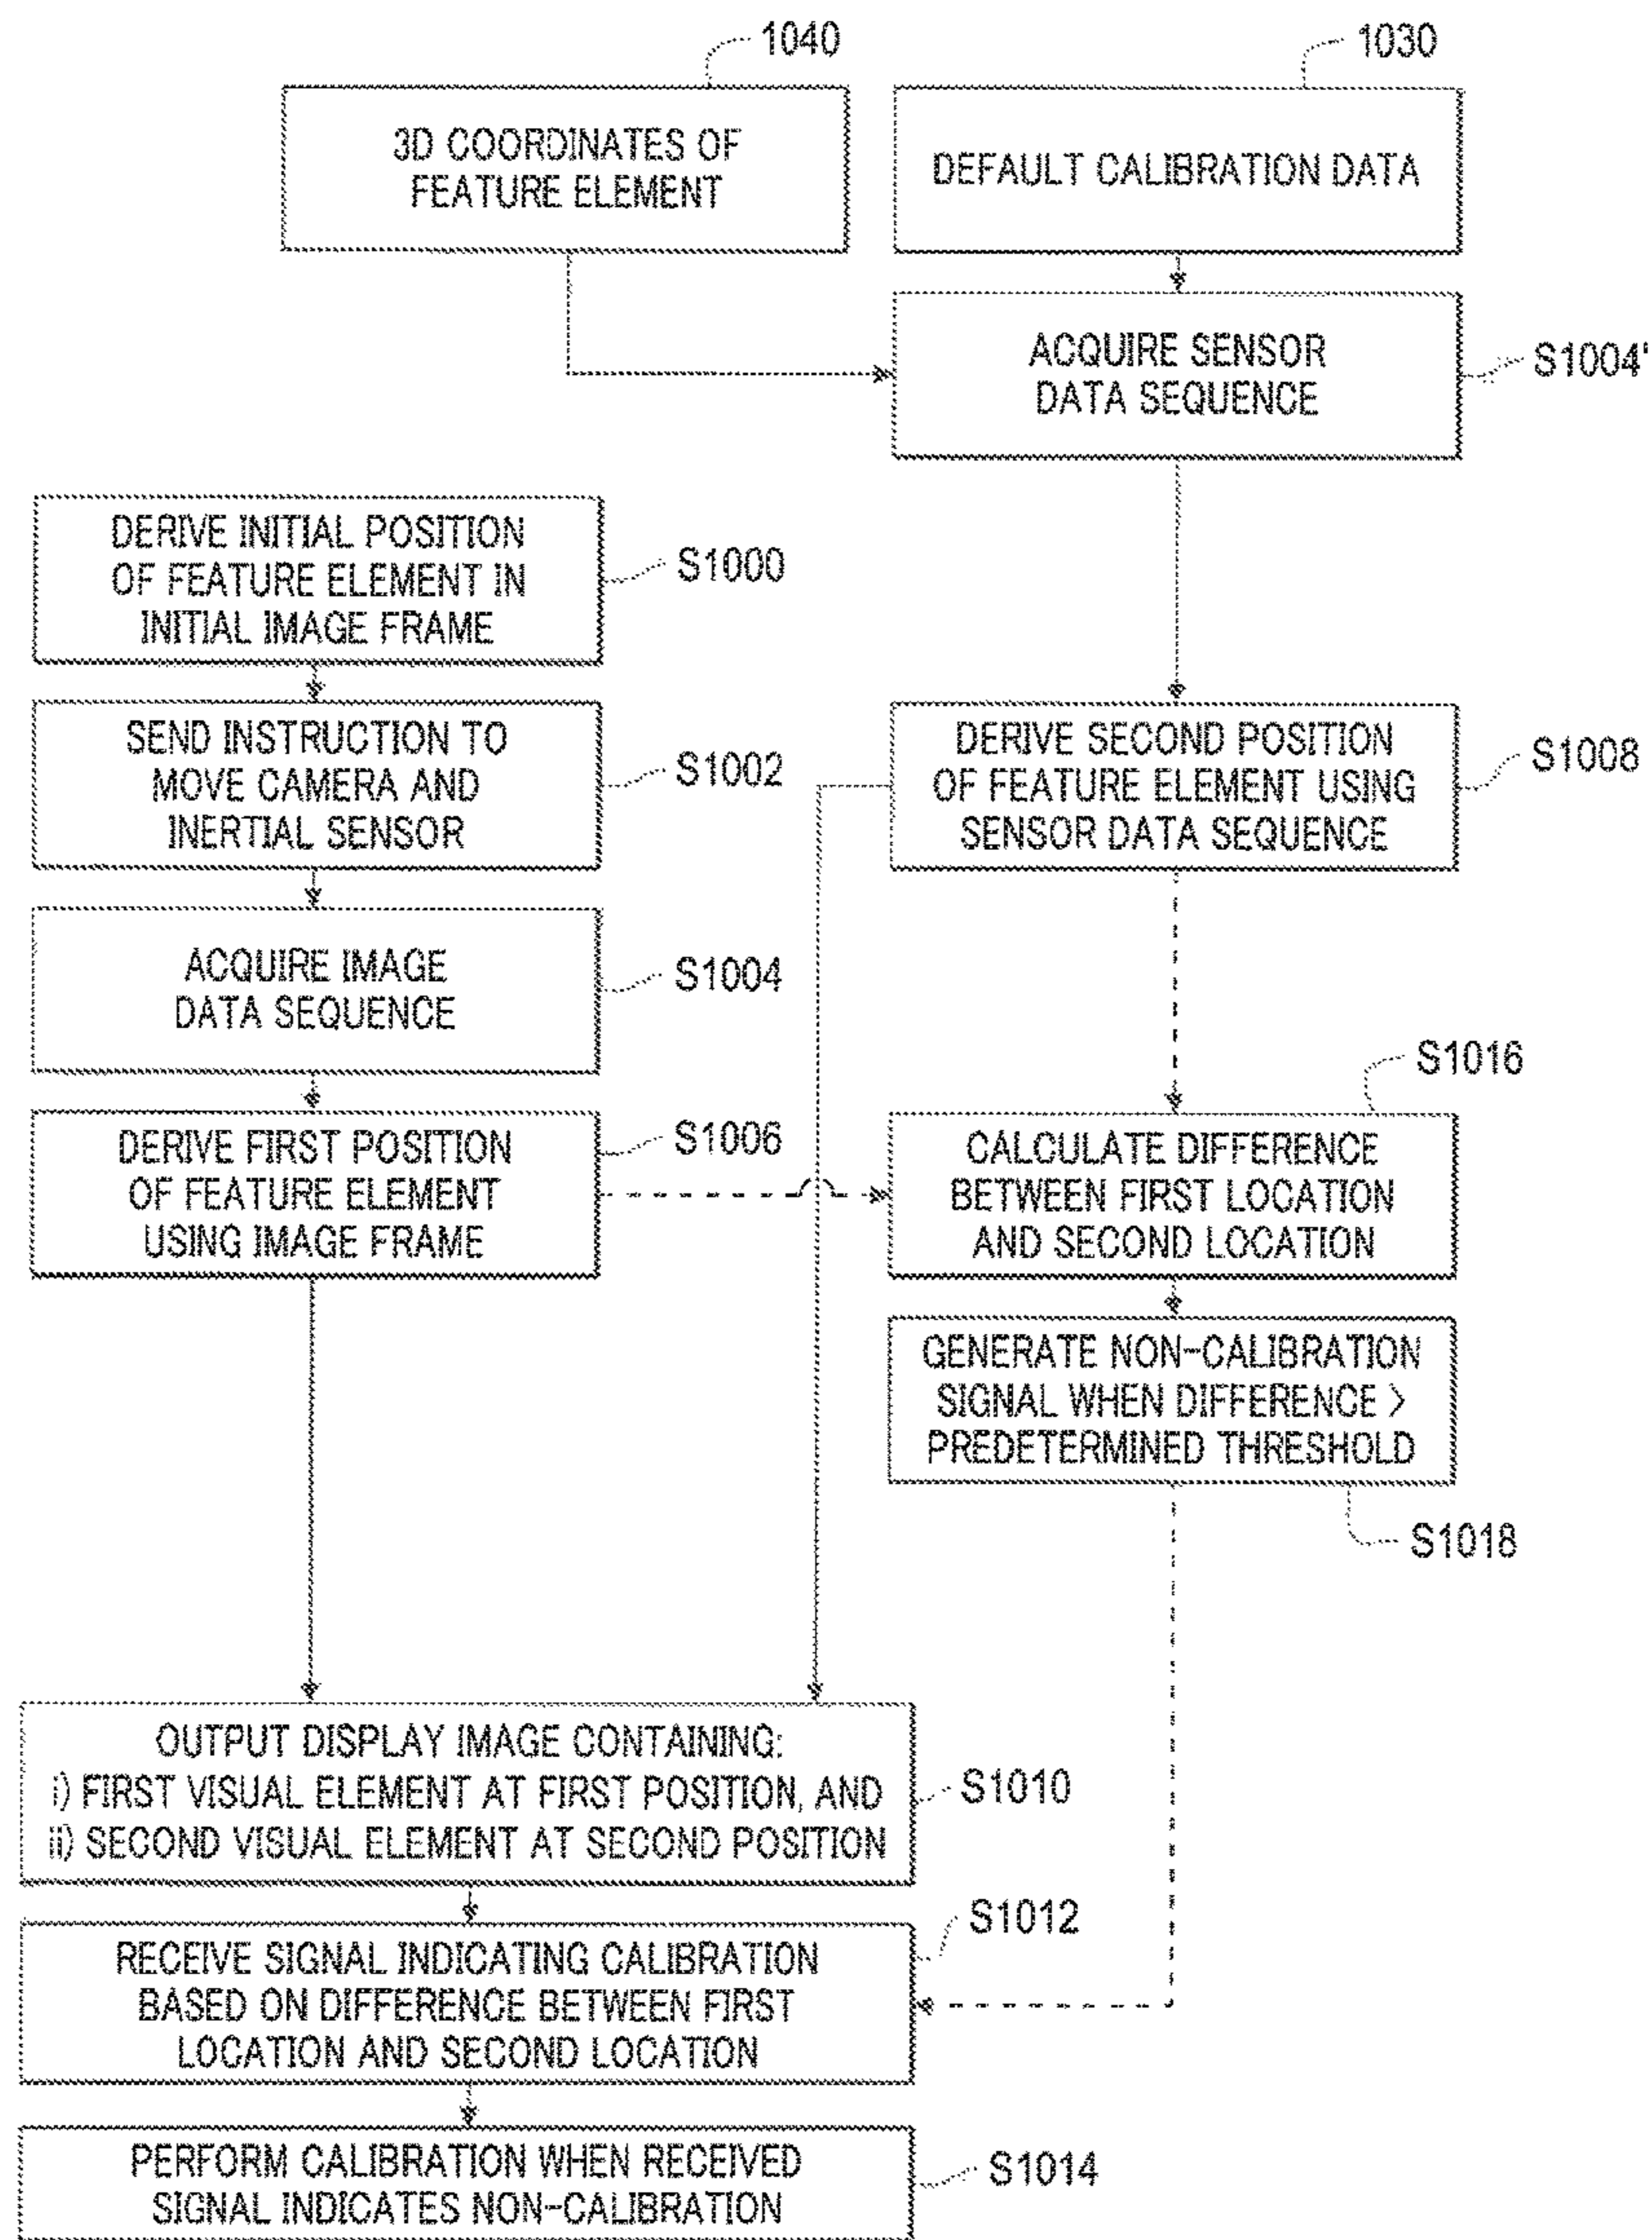 1040
1030
3D COORDINATES OF
FEATURE ELEMENT
DEFAULT CALIBRATION DATA
ACQUIRE SENSOR
DATA SEQUENCE
S1004'
DERIVE INITIAL POSITION
OF FEATURE ELEMENT IN
INITIAL IMAGE FRAME
S1000
SEND INSTRUCTION TO
MOVE CAMERA AND
INERTIAL SENSOR
S1002
DERIVE SECOND POSITION
OF FEATURE ELEMENT USING
SENSOR DATA SEQUENCE
S1008
ACQUIRE IMAGE
DATA SEQUENCE
S1004
S1016
DERIVE FIRST POSITION
OF FEATURE ELEMENT
USING IMAGE FRAME
S1006
CALCULATE DIFFERENCE
BETWEEN FIRST LOCATION
AND SECOND LOCATION
GENERATE NON-CALIBRATION
SIGNAL WHEN DIFFERENCE >
PREDETERMINED THRESHOLD
S1018
OUTPUT DISPLAY IMAGE CONTAINING:
i) FIRST VISUAL ELEMENT AT FIRST POSITION, AND
ii) SECOND VISUAL ELEMENT AT SECOND POSITION
S1010
S1012
RECEIVE SIGNAL INDICATING CALIBRATION
BASED ON DIFFERENCE BETWEEN FIRST
LOCATION AND SECOND LOCATION
PERFORM CALIBRATION WHEN RECEIVED
SIGNAL INDICATES NON-CALIBRATION
S1014